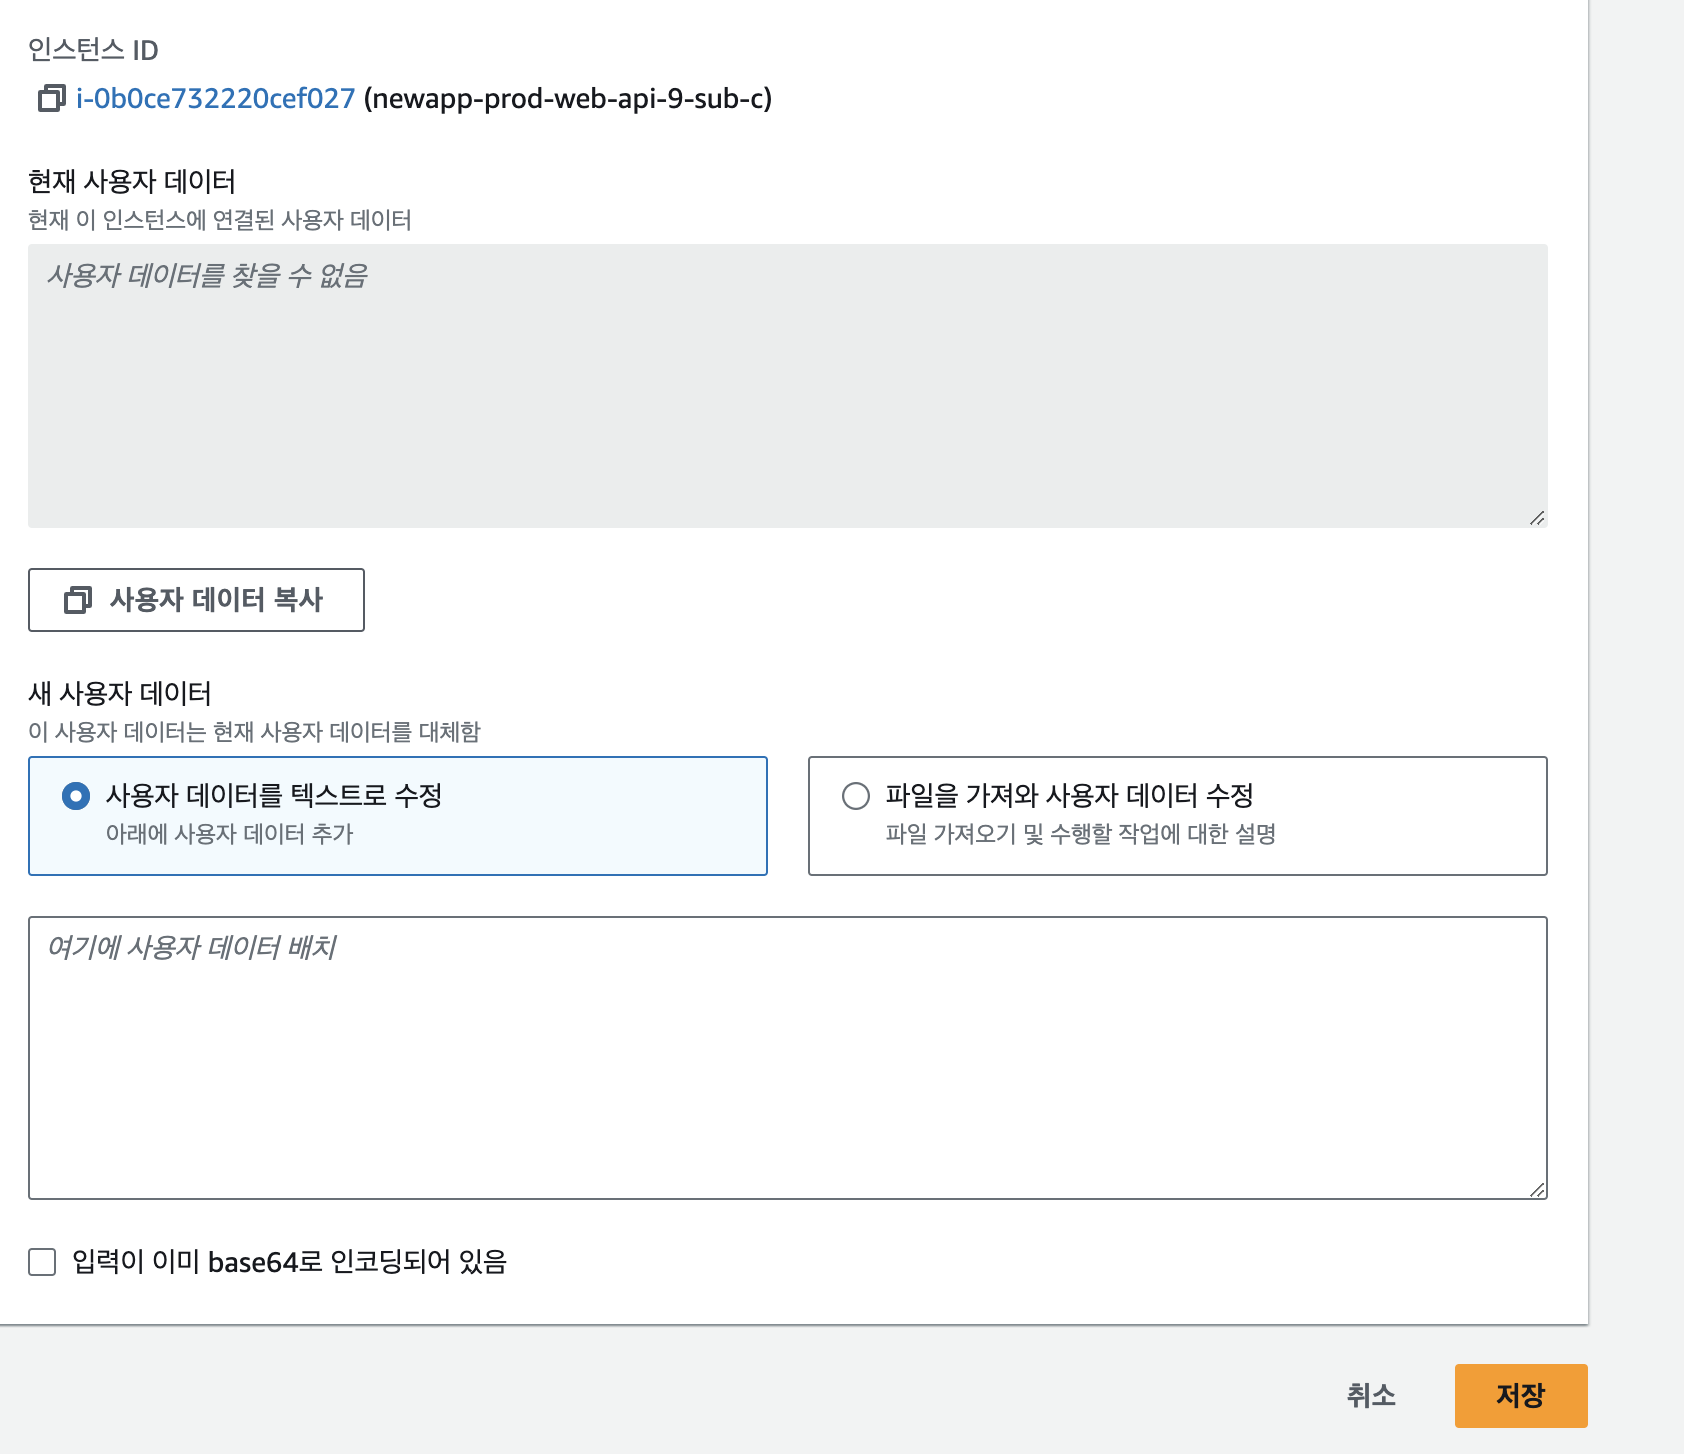 인스턴스 ID
i-0b0ce732220cef027 (newapp-prod-web-api-9-sub-c)
현재 사용자 데이터
현재 이 인스턴스에 연결된 사용자 데이터
사용자 데이터를 찾을 수 없음
사용자 데이터 복사
새 사용자 데이터
이 사용자 데이터는 현재 사용자 데이터를 대체함
사용자 데이터를 텍스트로 수정
아래에 사용자 데이터 추가
파일을 가져와 사용자 데이터 수정
파일 가져오기 및 수행할 작업에 대한 설명
여기에 사용자 데이터 배치
입력이 이미 base64로 인코딩되어 있음
취소
저장